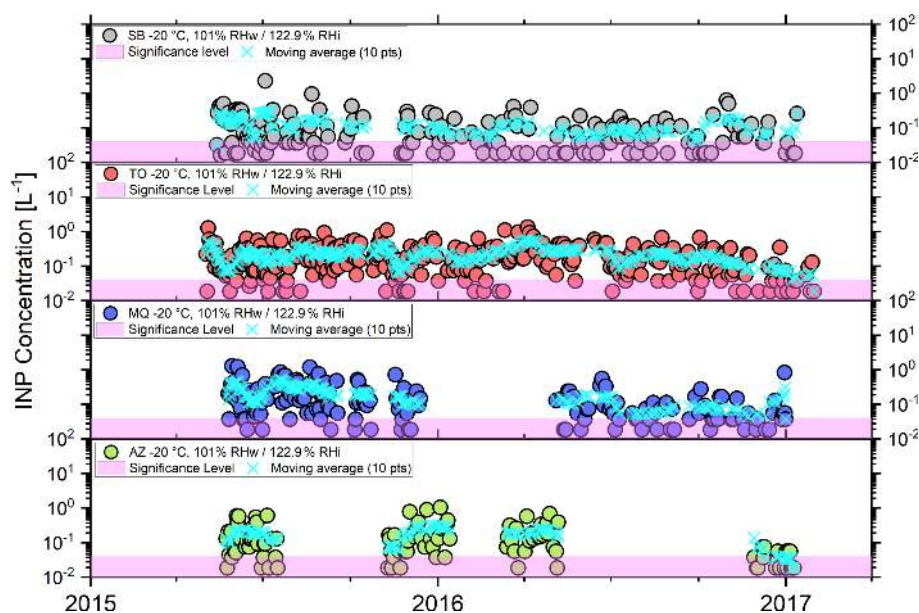 10²
SB -20 °C, 101% RHw / 122.9% RHi
Significance level Moving average (10 pts)
10¹
10⁰
10⁻¹
10² 10⁻²
TO -20 °C, 101% RHw / 122.9% RHi
Significance Level Moving average (10 pts)
10¹
10⁰
10⁻¹
10⁻² 10²
MQ -20 °C, 101% RHw / 122.9% RHi
Significance Level Moving average (10 pts)
10¹
10⁰
10⁻¹
10² 10⁻²
AZ -20 °C, 101% RHw / 122.9% RHi
Significance Level Moving average (10 pts)
10¹
10⁰
10⁻¹
10⁻²
INP Concentration [L⁻¹]
2015 2016 2017